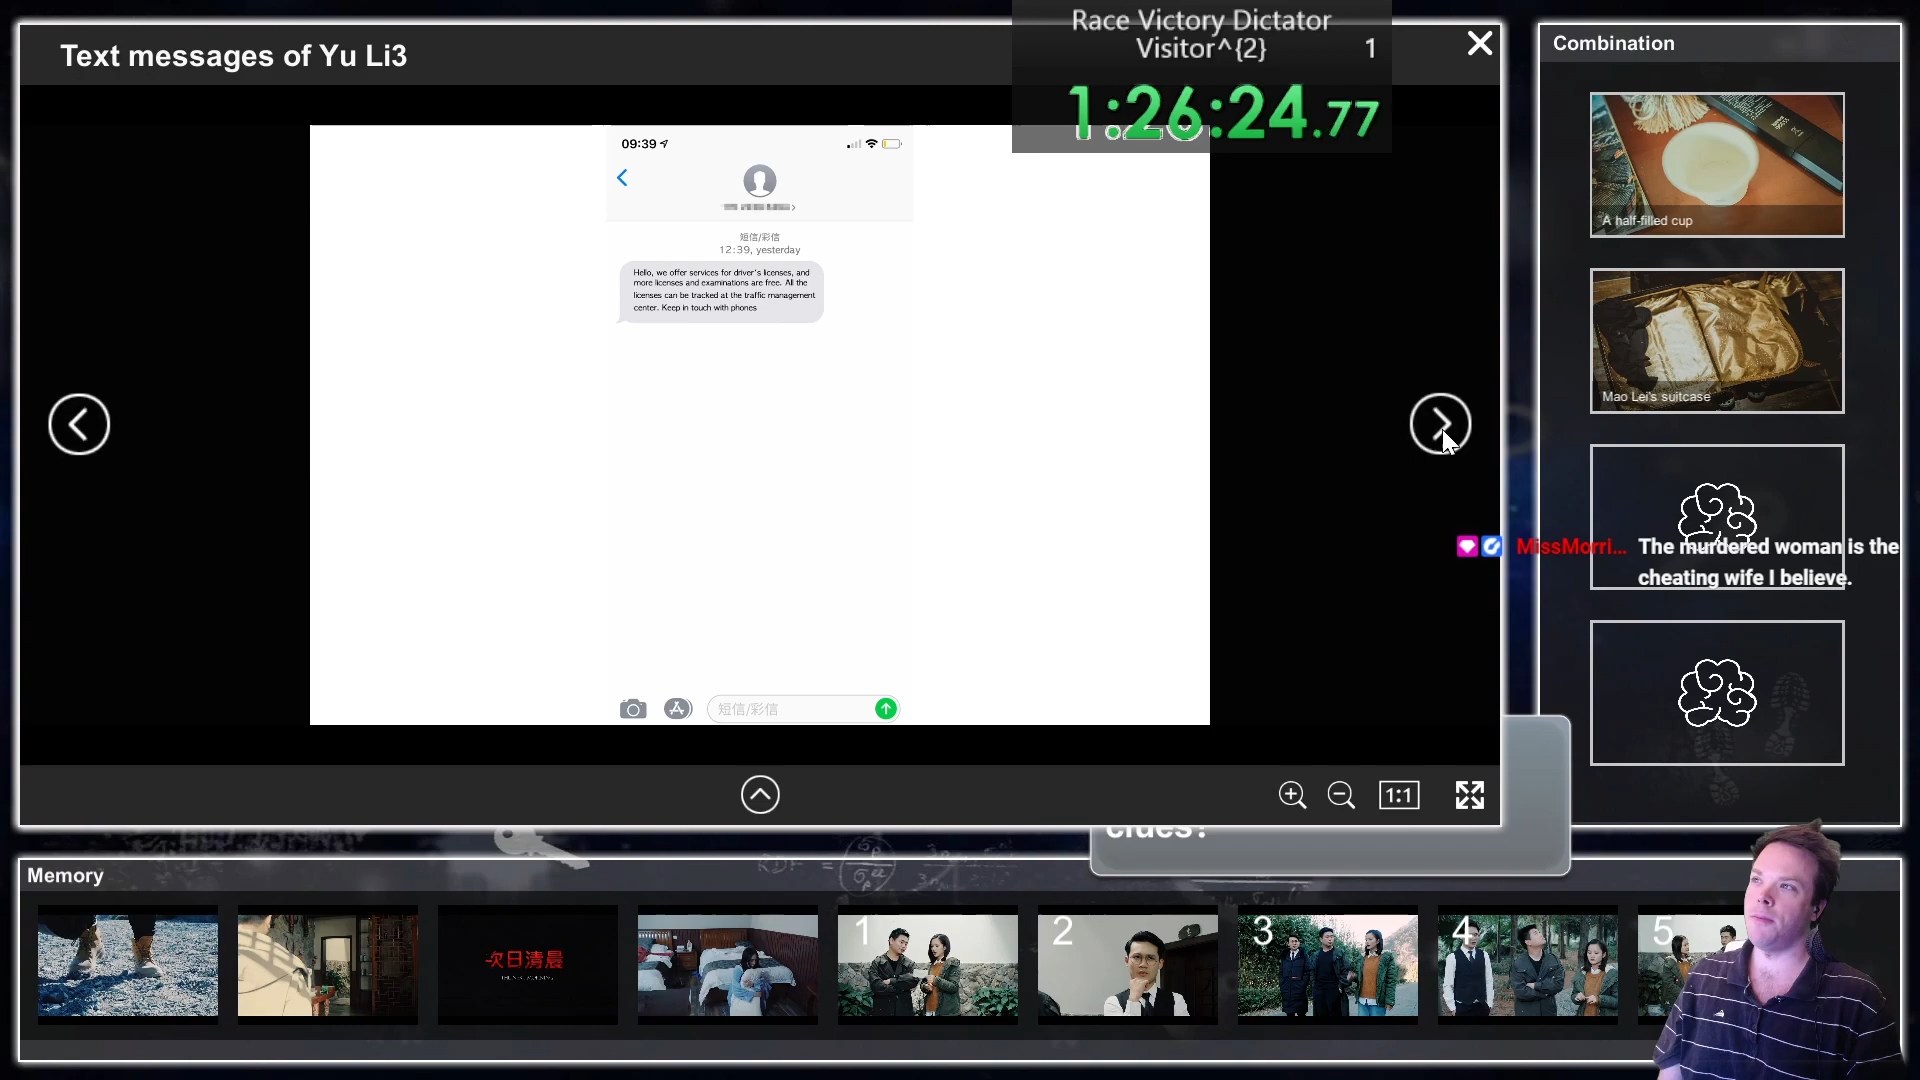 Text messages of Yu Li3
Race Victory Dictator
Visitor^{2} 1
1:26:24.77
Combination
09:39
短信/彩信
12:39, yesterday
Hello, we offer services for driver's licenses, and
more licenses and examinations are free. All the
licenses can be tracked at the traffic management
center. Keep in touch with phones
短信/彩信
1:1
A half-filled cup
Mao Lei's suitcase
MissMorri... The murdered woman is the
cheating wife I believe.
clues?
Memory
次日清晨
1
2
3
4
5